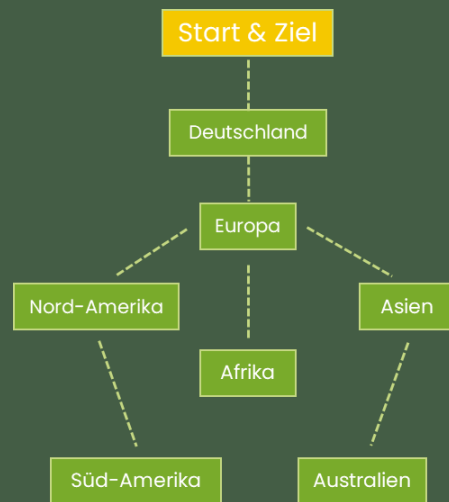 Start & Ziel
Deutschland
Europa
Nord-Amerika
Asien
Afrika
Süd-Amerika
Australien